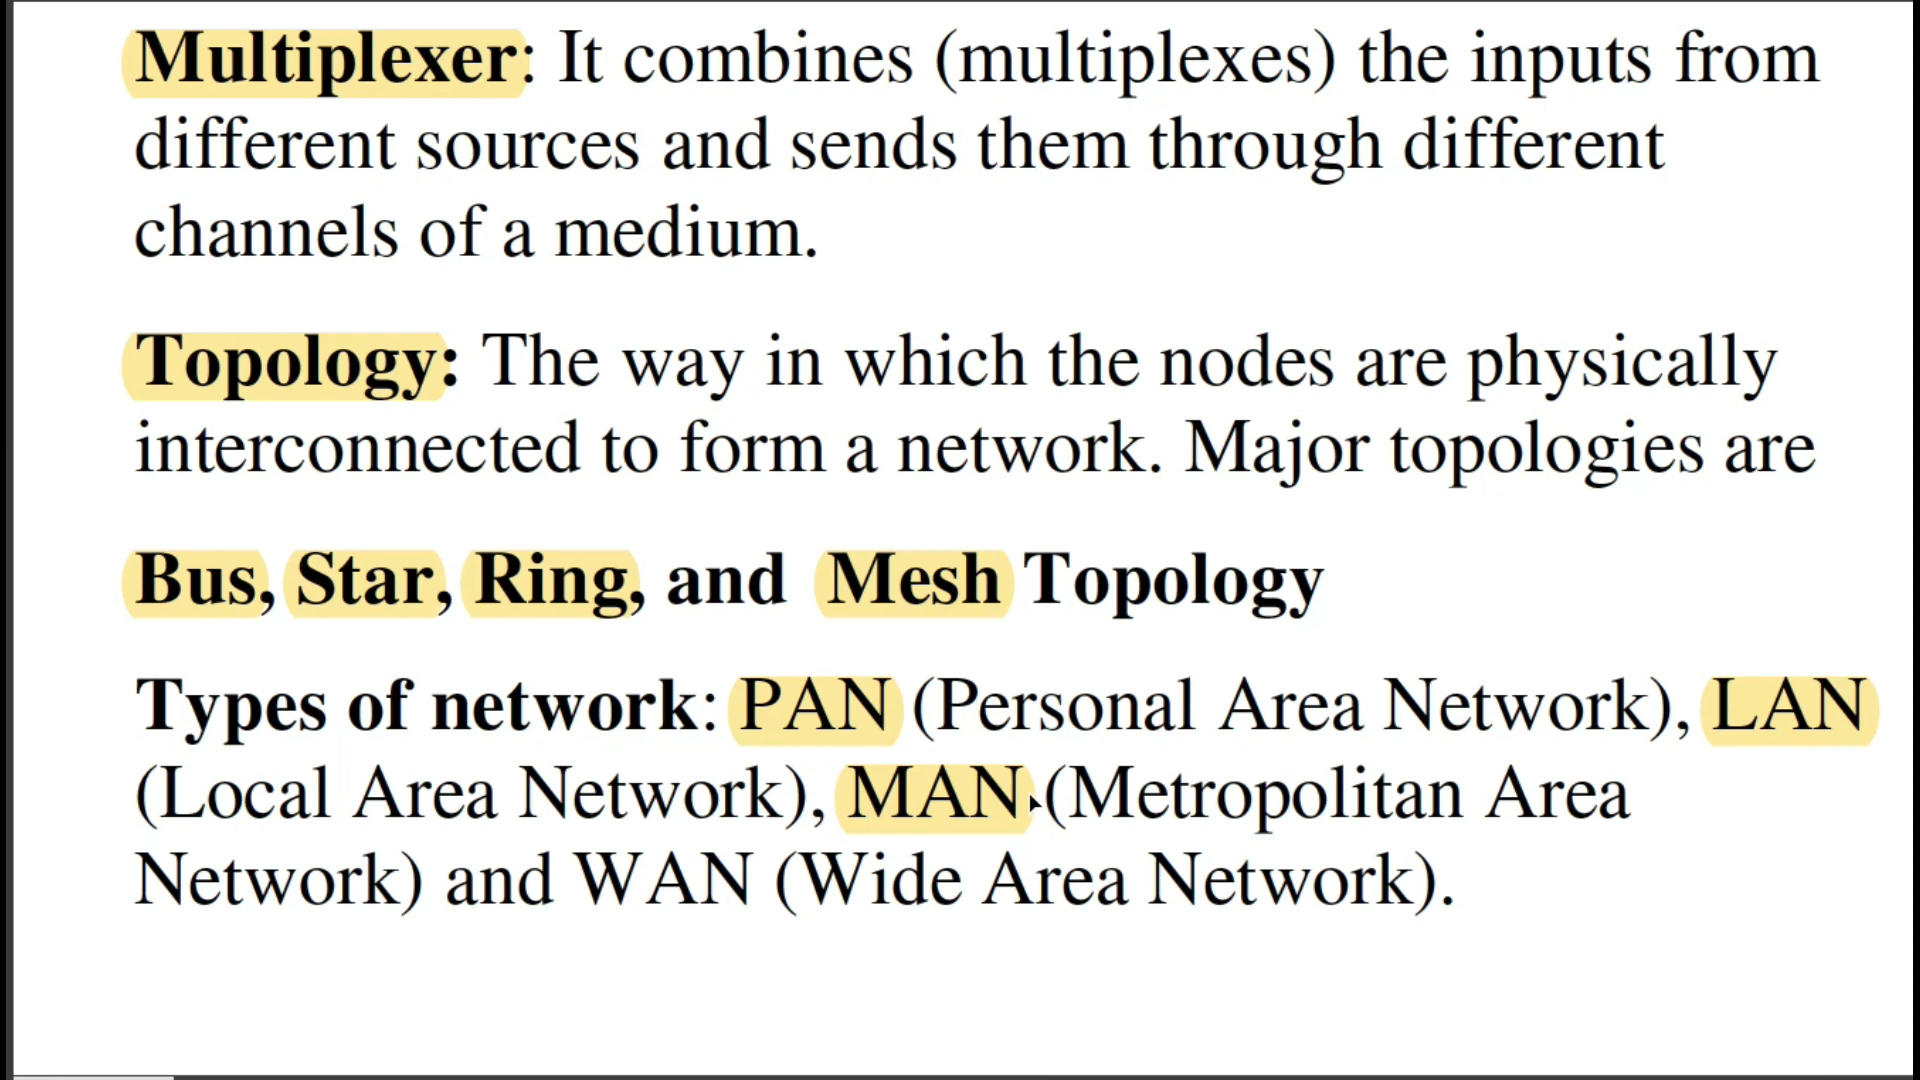 Multiplexer: It combines (multiplexes) the inputs from
different sources and sends them through different
channels of a medium.
Topology: The way in which the nodes are physically
interconnected to form a network. Major topologies are
Bus, Star, Ring, and Mesh Topology
Types of network: PAN (Personal Area Network), LAN
(Local Area Network), MAN (Metropolitan Area
Network) and WAN (Wide Area Network).